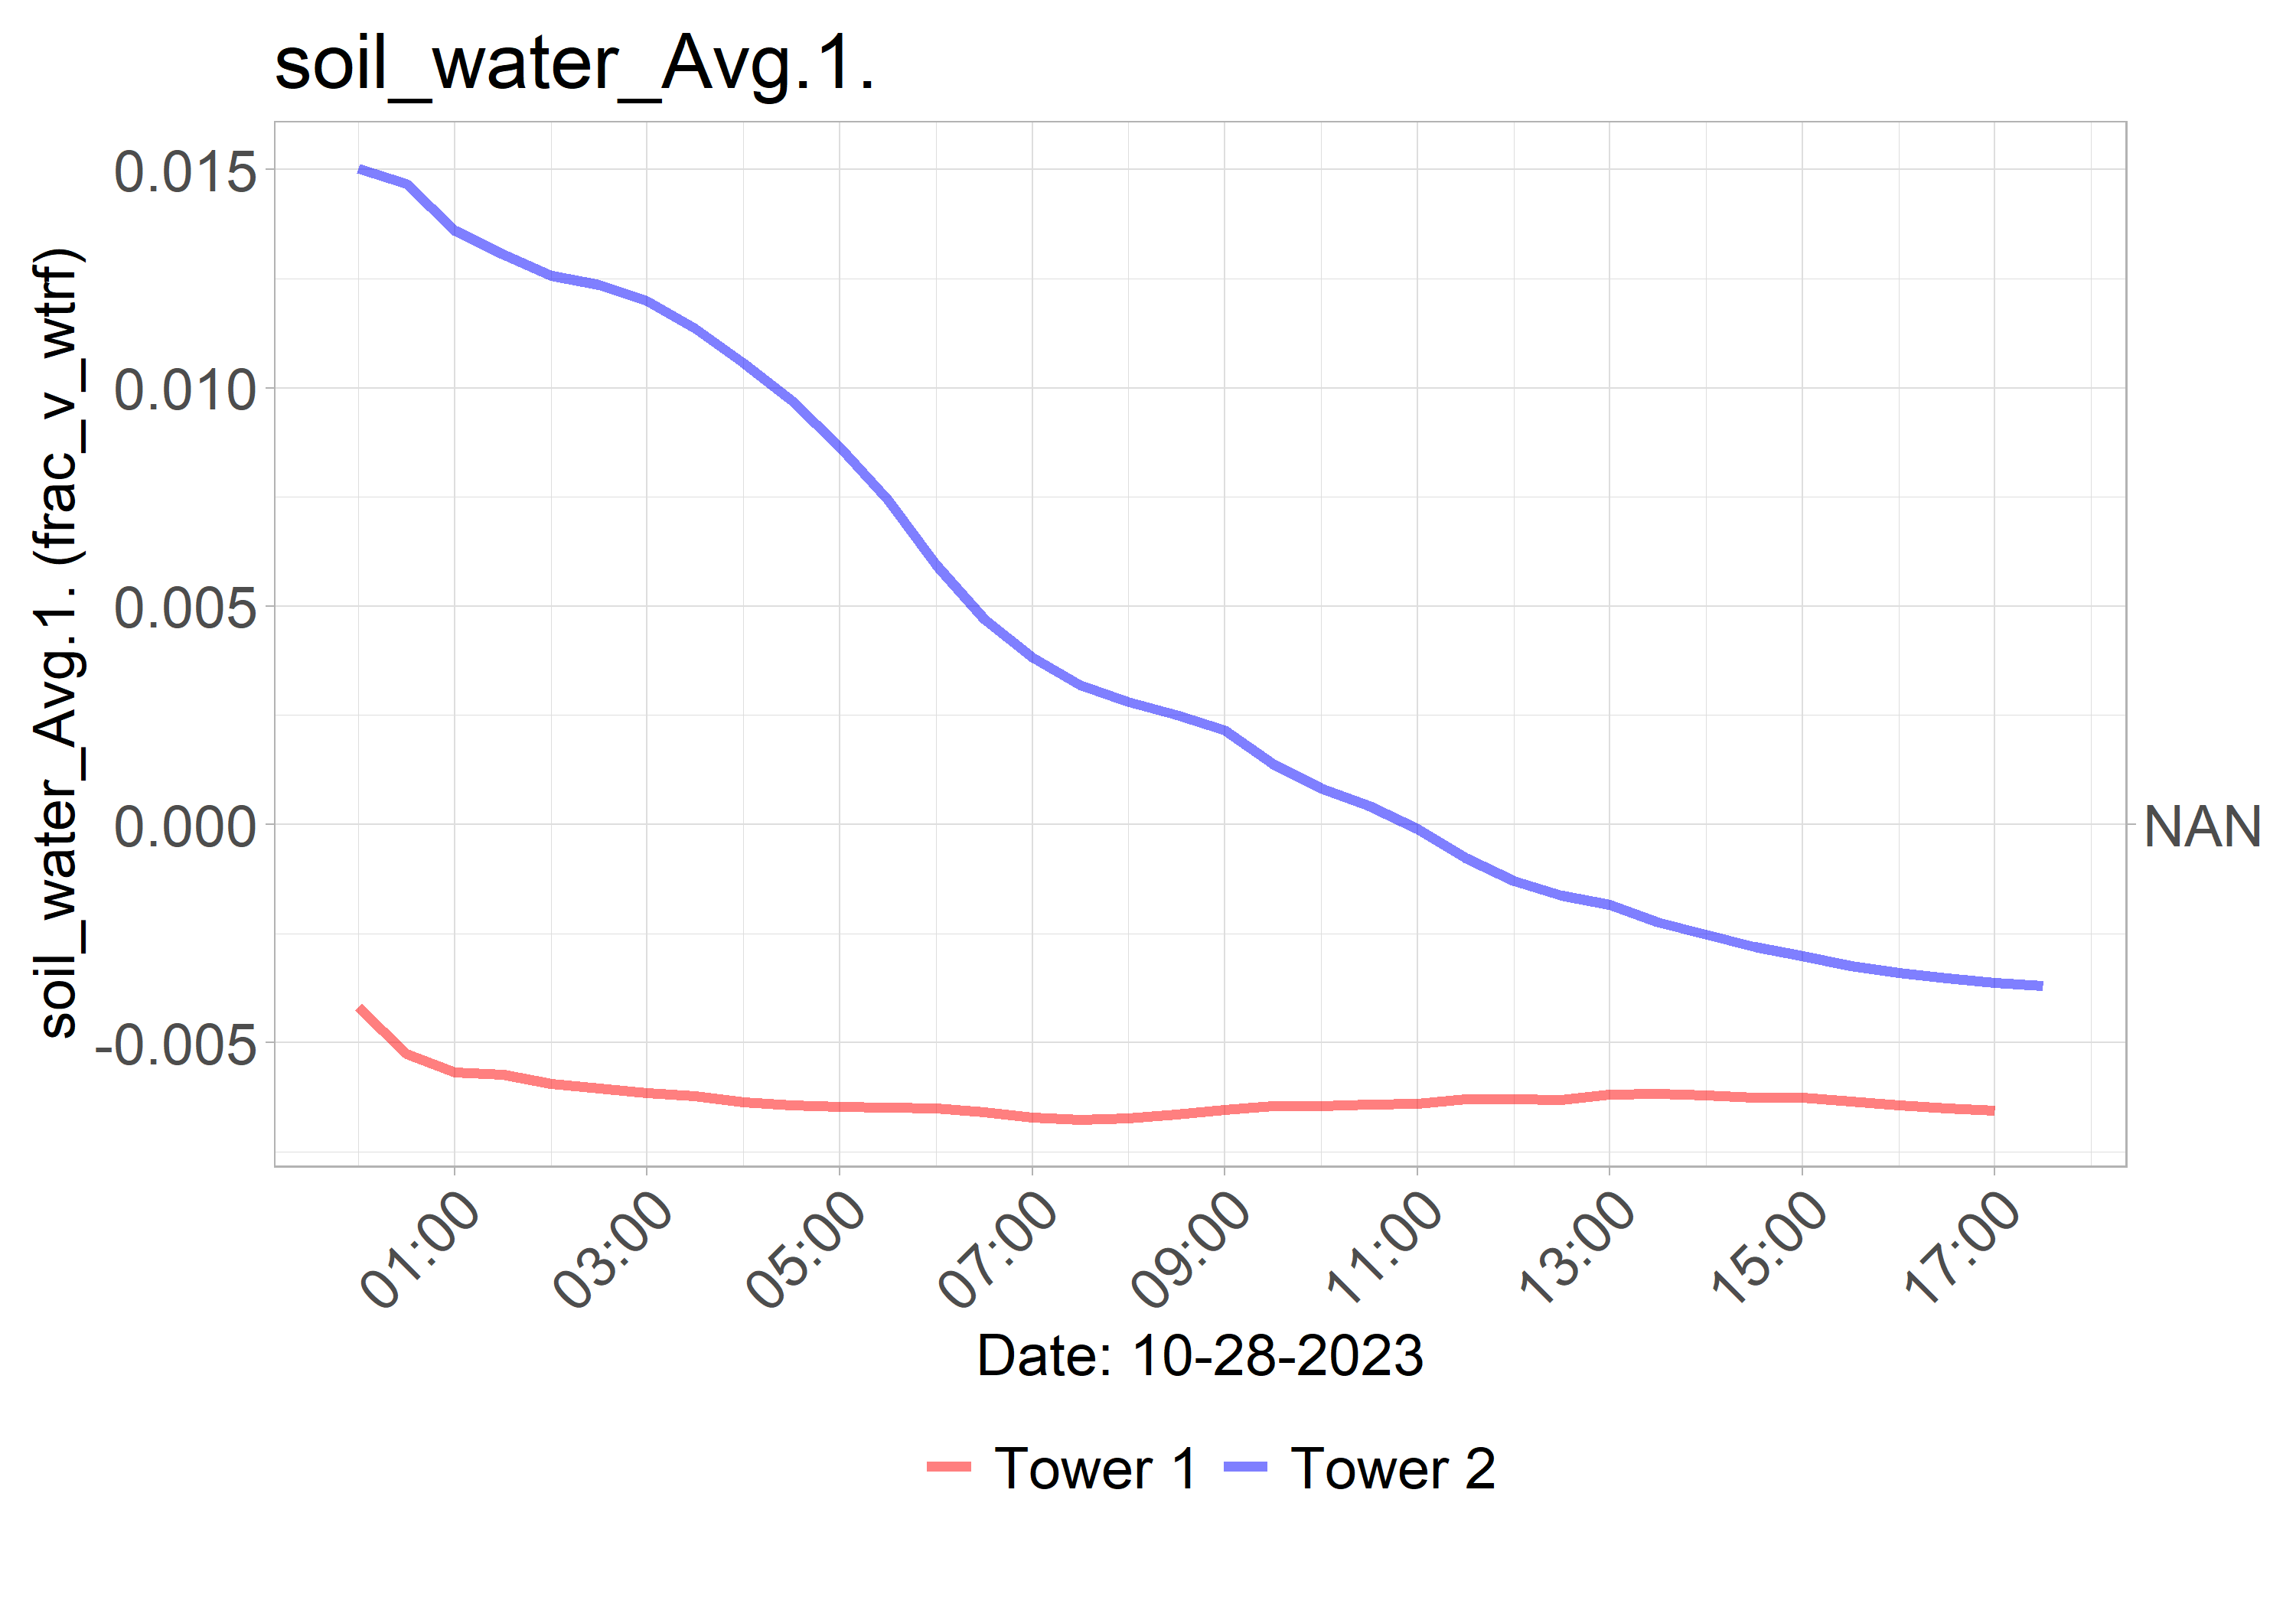 soil_water_Avg.1.
soil_water_Avg.1. (frac_v_wtrf)
0.015
0.010
0.005
0.000
-0.005
NAN
01:00
03:00
05:00
07:00
09:00
11:00
13:00
15:00
17:00
Date: 10-28-2023
Tower 1
Tower 2